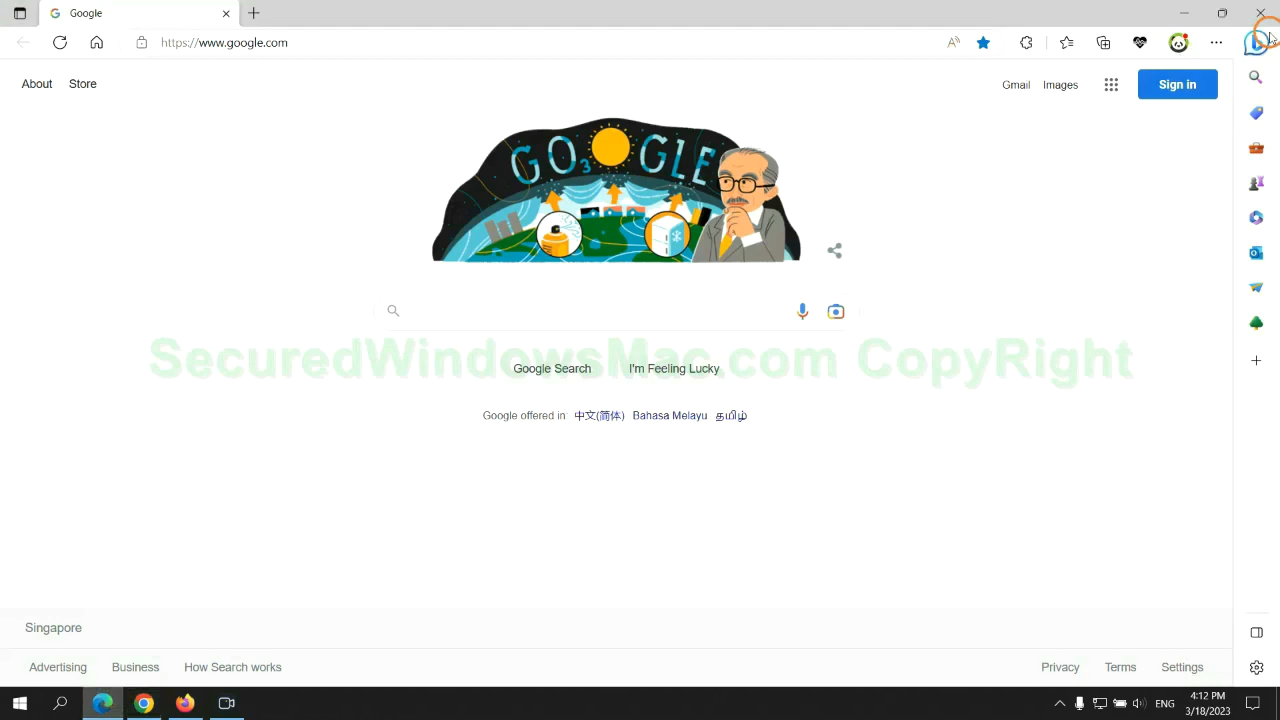 Google
https://www.google.com
About
Store
Gmail
Images
Sign in
GO3GLE
SecuredWindowsMac.com CopyRight
Google Search
I'm Feeling Lucky
Google offered in: 中文(简体) Bahasa Melayu தமிழ்
Singapore
Advertising
Business
How Search works
Privacy
Terms
Settings
ENG
4:12 PM
3/18/2023